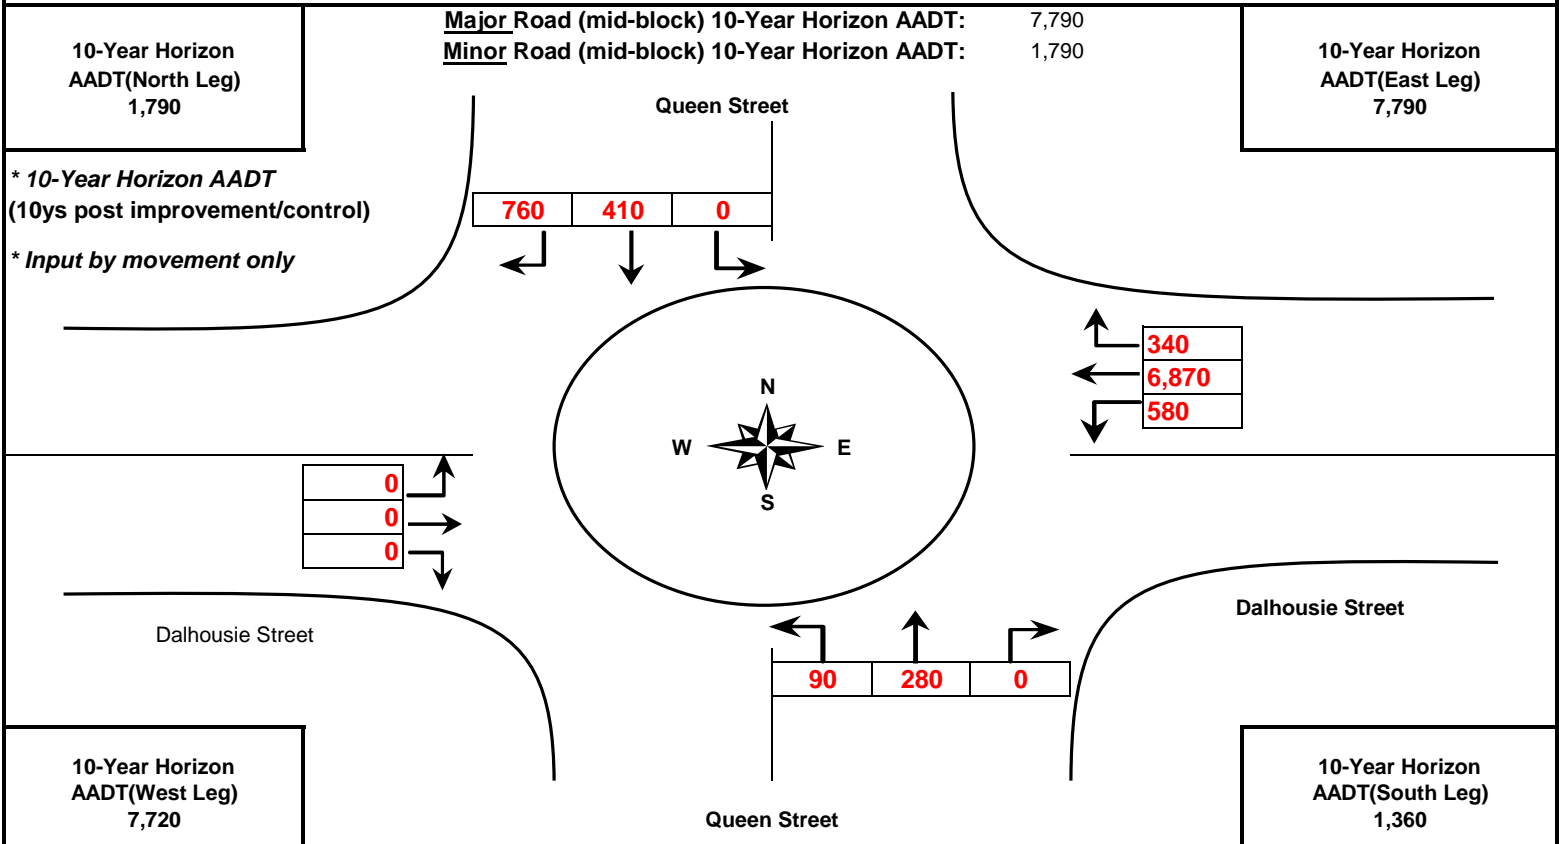 Major Road (mid-block) 10-Year Horizon AADT: 7,790
Minor Road (mid-block) 10-Year Horizon AADT: 1,790
10-Year Horizon
AADT(North Leg)
1,790
10-Year Horizon
AADT(East Leg)
7,790
Queen Street
* 10-Year Horizon AADT
(10ys post improvement/control)
* Input by movement only
760 410 0
340
6,870
580
N
W E
S
0
0
0
Dalhousie Street
Dalhousie Street
90 280 0
10-Year Horizon
AADT(West Leg)
7,720
Queen Street
10-Year Horizon
AADT(South Leg)
1,360